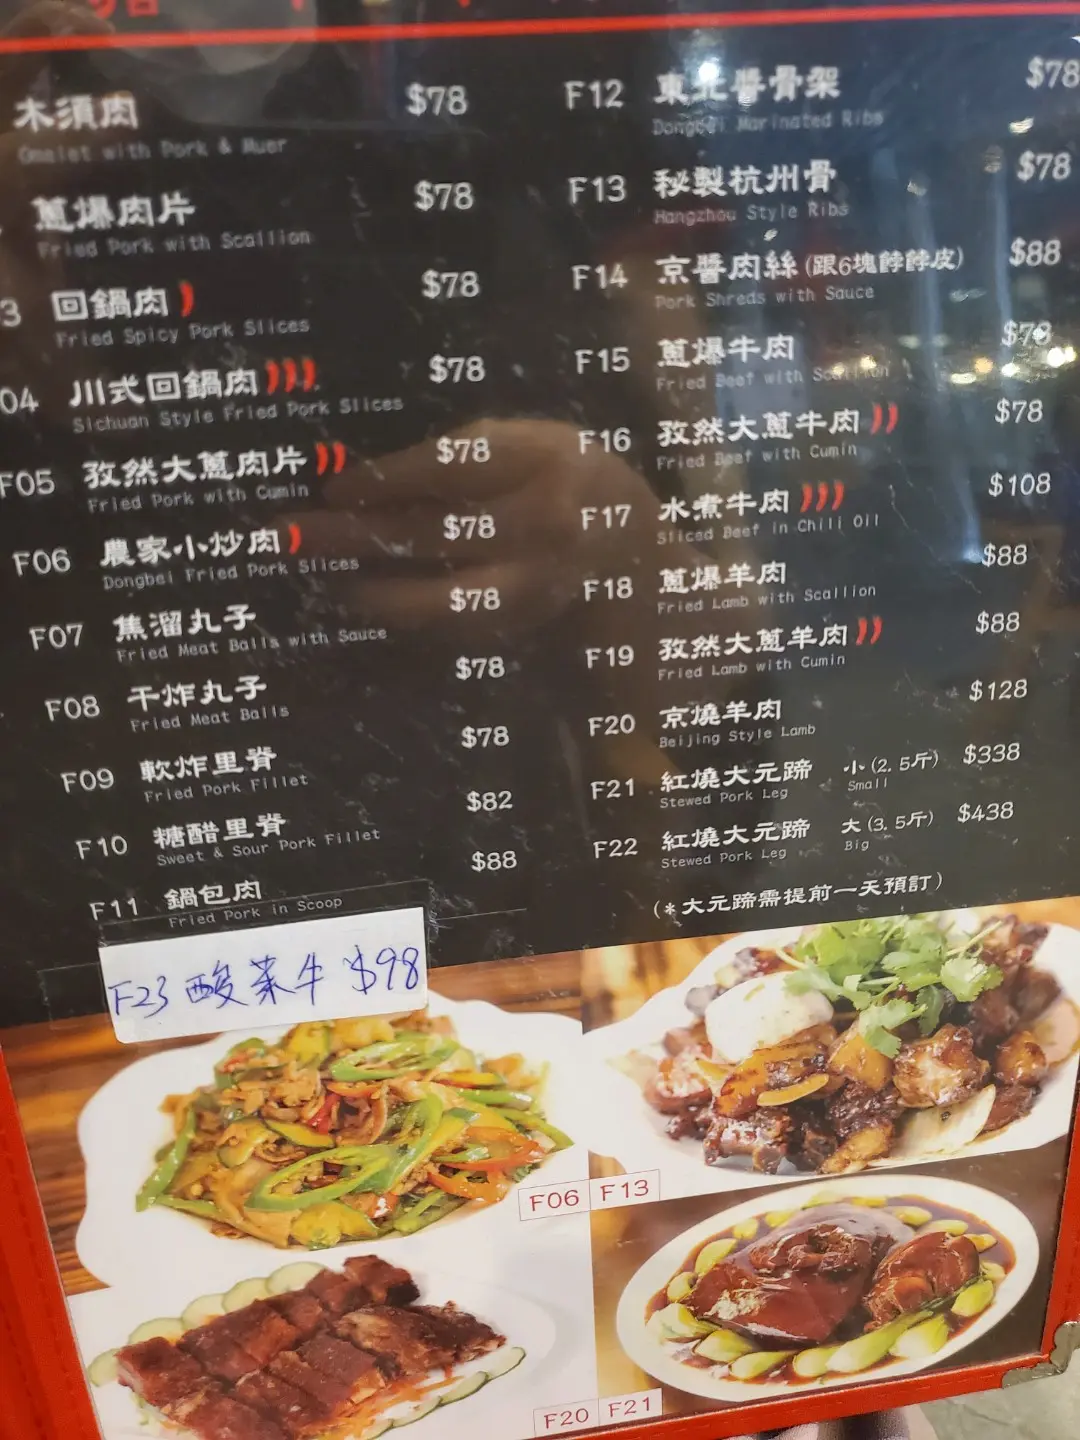 木須肉 $78
Omelet with Pork & Muer
蔥爆肉片 $78
Fried Pork with Scallion
3 回鍋肉 $78
Fried Spicy Pork Slices
04 川式回鍋肉 $78
Sichuan Style Fried Pork Slices
F05 孜然大蔥肉片 $78
Fried Pork with Cumin
F06 農家小炒肉 $78
Dongbei Fried Pork Slices
F07 焦溜丸子 $78
Fried Meat Balls with Sauce
F08 干炸丸子 $78
Fried Meat Balls
F09 軟炸里脊 $78
Fried Pork Fillet
F10 糖醋里脊 $82
Sweet & Sour Pork Fillet
F11 鍋包肉 $88
Fried Pork in Scoop
F23 酸菜牛 $98
F12 東北醬骨架 $78
Dongbei Marinated Ribs
F13 秘製杭州骨 $78
Hangzhou Style Ribs
F14 京醬肉絲 (跟6塊餑餑皮) $88
Pork Shreds with Sauce
F15 蔥爆牛肉 $78
Fried Beef with Scallion
F16 孜然大蔥牛肉 $78
Fried Beef with Cumin
F17 水煮牛肉 $108
Sliced Beef in Chili Oil
F18 蔥爆羊肉 $88
Fried Lamb with Scallion
F19 孜然大蔥羊肉 $88
Fried Lamb with Cumin
F20 京燒羊肉 $128
Beijing Style Lamb
F21 紅燒大元蹄 小 (2.5斤) $338
Stewed Pork Leg Small
F22 紅燒大元蹄 大 (3.5斤) $438
Stewed Pork Leg Big
(*大元蹄需提前一天預訂)
F06 F13
F20 F21